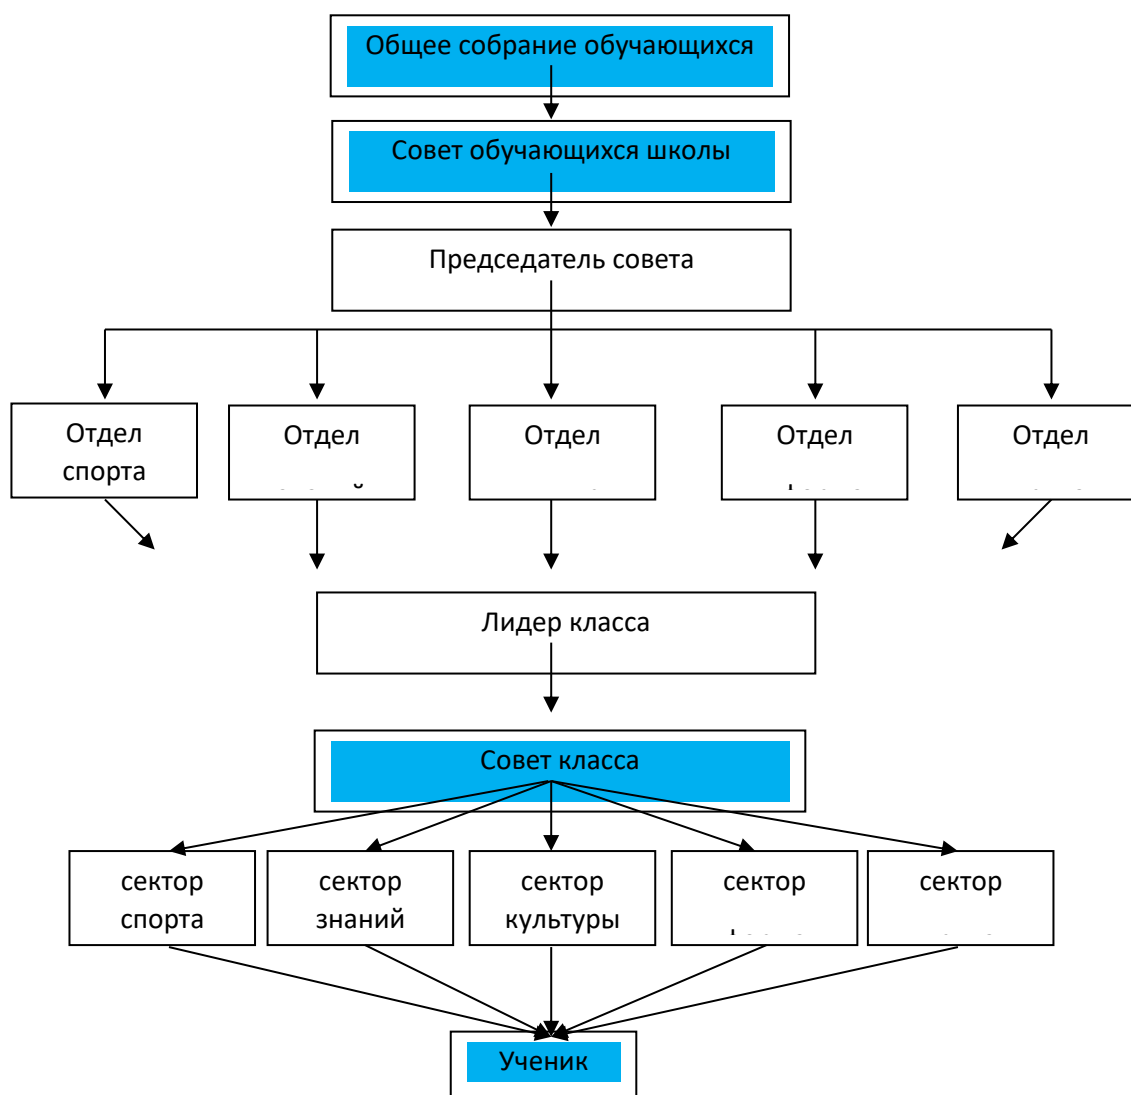 Общее собрание обучающихся
Совет обучающихся школы
Председатель совета
Отдел
спорта
Отдел
Отдел
Отдел
Отдел
Лидер класса
Совет класса
сектор
спорта
сектор
знаний
сектор
культуры
сектор
сектор
Ученик